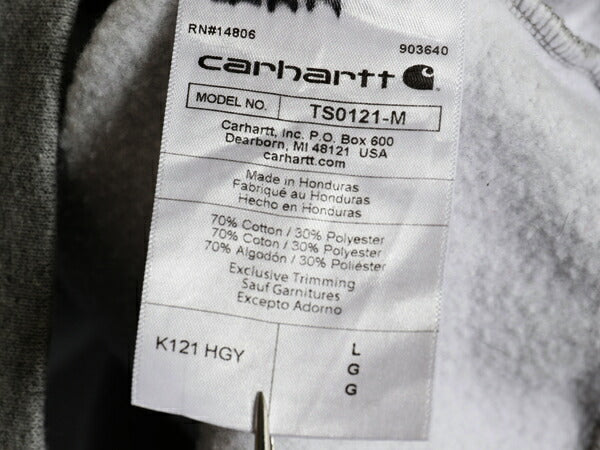 RN#14806
903640
carhartt
MODEL NO. TS0121-M
Carhartt, Inc. P.O. Box 600
Dearborn, MI 48121 USA
carhartt.com
Made in Honduras
Fabriqué au Honduras
Hecho en Honduras
70% Cotton / 30% Polyester
70% Coton / 30% Polyester
70% Algodón / 30% Poliéster
Exclusive Trimming
Sauf Garnitures
Excepto Adorno
K121 HGY
L
G
G